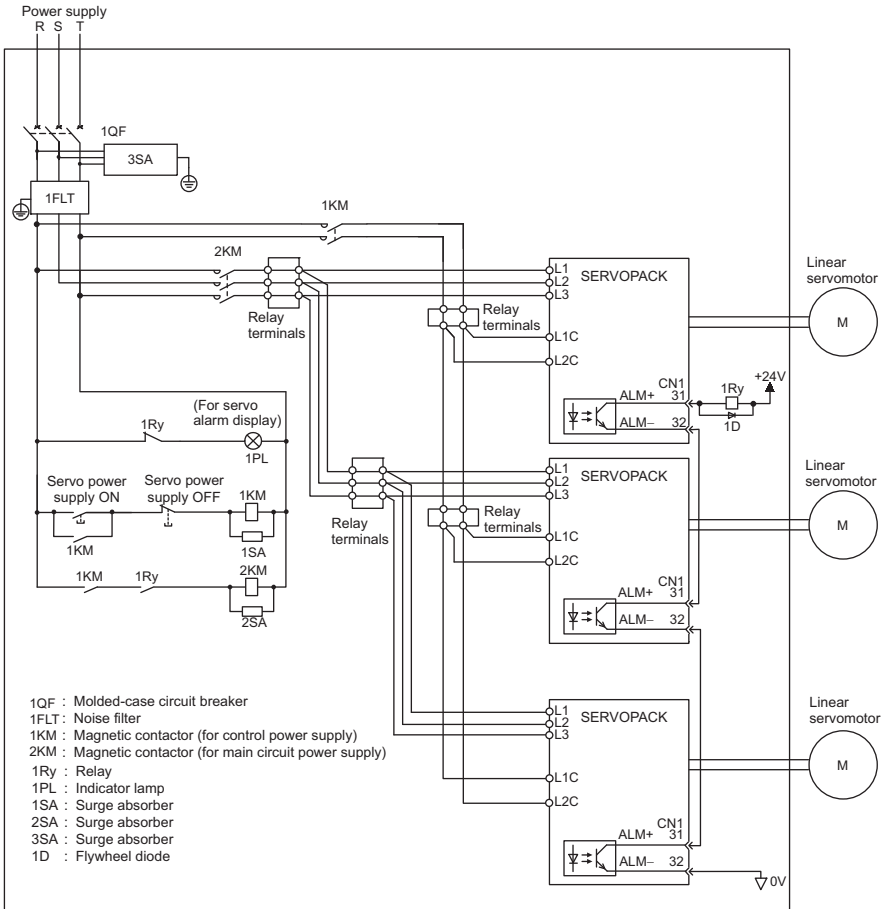 Power supply
R S T
1QF
3SA
1FLT
1KM
2KM
Relay
terminals
L1
L2
L3
SERVOPACK
Linear
servomotor
M
Relay
terminals
L1C
L2C
CN1
ALM+ 31
ALM− 32
1Ry
+24V
1D
(For servo
alarm display)
1Ry
1PL
Servo power
supply ON
Servo power
supply OFF
1KM
1KM
1SA
1KM
1Ry
2KM
2SA
Relay
terminals
L1
L2
L3
SERVOPACK
Linear
servomotor
M
Relay
terminals
L1C
L2C
CN1
ALM+ 31
ALM− 32
L1
L2
L3
SERVOPACK
Linear
servomotor
M
L1C
L2C
CN1
ALM+ 31
ALM− 32
0V
1QF : Molded-case circuit breaker
1FLT : Noise filter
1KM : Magnetic contactor (for control power supply)
2KM : Magnetic contactor (for main circuit power supply)
1Ry : Relay
1PL : Indicator lamp
1SA : Surge absorber
2SA : Surge absorber
3SA : Surge absorber
1D : Flywheel diode